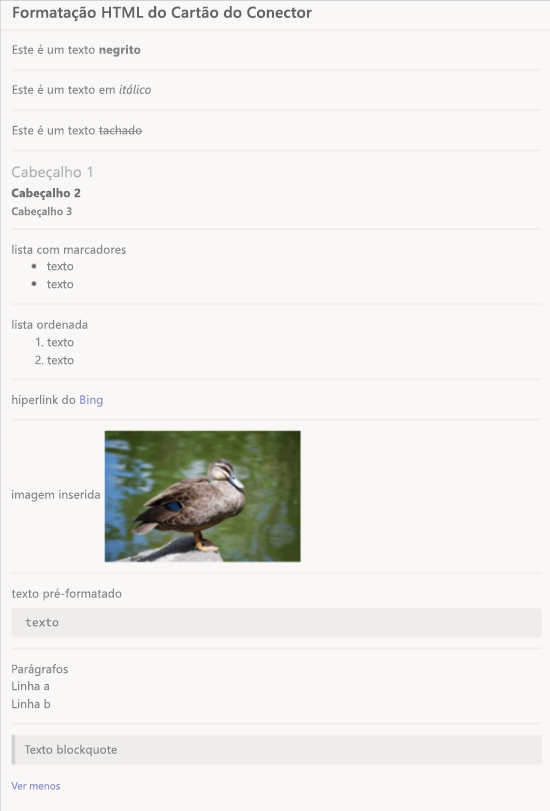 Formatação HTML do Cartão do Conector
Este é um texto negrito
Este é um texto em itálico
Este é um texto tachado
Cabeçalho 1
Cabeçalho 2
Cabeçalho 3
lista com marcadores
• texto
• texto
lista ordenada
1. texto
2. texto
hiperlink do Bing
imagem inserida
texto pré-formatado
texto
Parágrafos
Linha a
Linha b
Texto blockquote
Ver menos